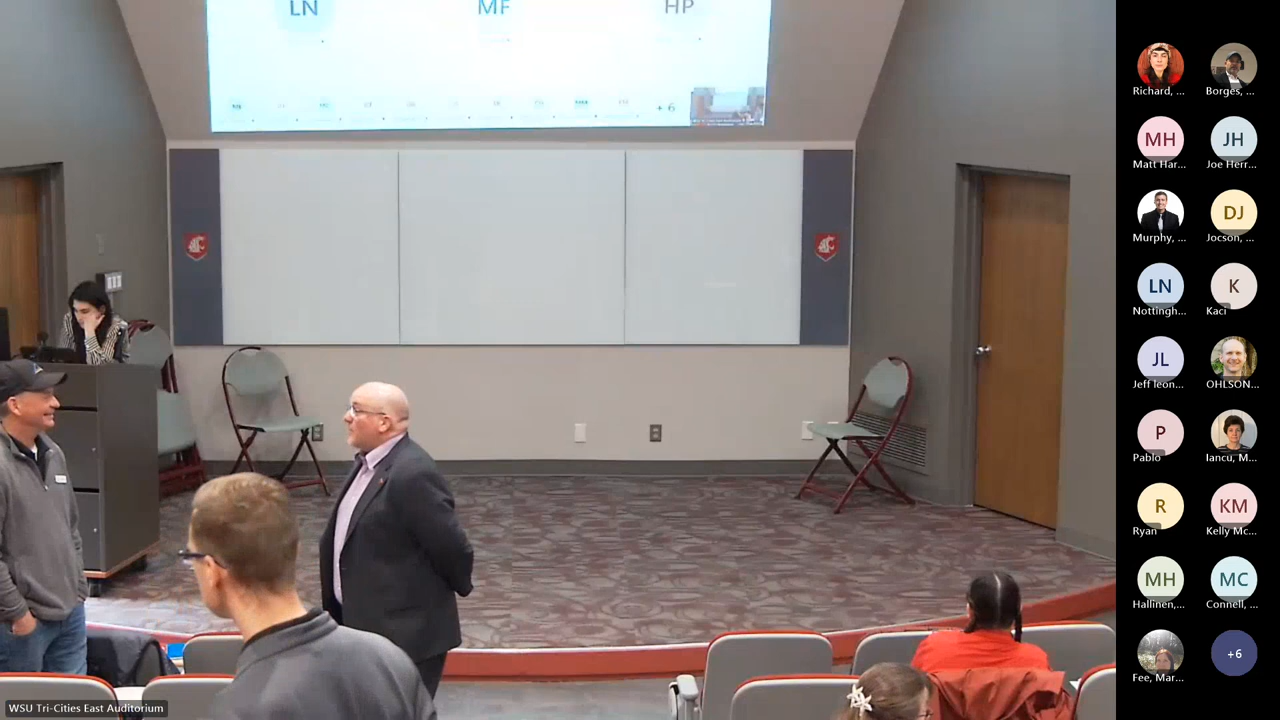 LN
MF
HP
+ 6
Richard, ...
Borges, ...
MH
Matt Har...
JH
Joe Herr...
Murphy, ...
DJ
Jocson, ...
LN
Nottingh...
K
Kaci
JL
Jeff leon...
OHLSON...
P
Pablo
Iancu, M...
R
Ryan
KM
Kelly Mc...
MH
Hallinen,...
MC
Connell, ...
Fee, Mar...
+6
WSU Tri-Cities East Auditorium